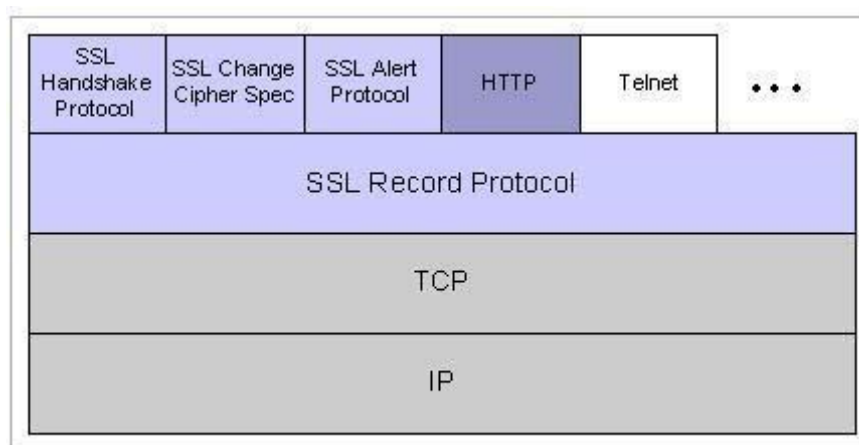 SSL
Handshake
Protocol
SSL Change
Cipher Spec
SSL Alert
Protocol
HTTP
Telnet
...
SSL Record Protocol
TCP
IP